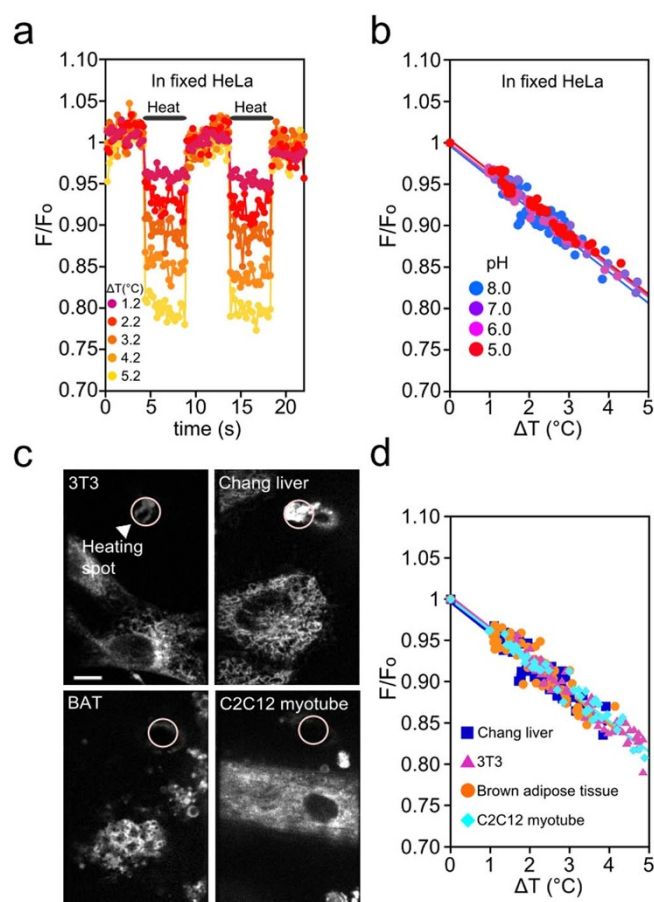 a
In fixed HeLa
Heat
Heat
F/Fo
1.10
1.05
1
0.95
0.90
0.85
0.80
0.75
0.70
ΔT(°C)
1.2
2.2
3.2
4.2
5.2
0
5
10
15
20
time (s)
b
In fixed HeLa
F/Fo
1.10
1.05
1
0.95
0.90
0.85
0.80
0.75
0.70
pH
8.0
7.0
6.0
5.0
0
1
2
3
4
5
ΔT (°C)
c
3T3
Heating
spot
Chang liver
BAT
C2C12 myotube
d
F/Fo
1.10
1.05
1
0.95
0.90
0.85
0.80
0.75
0.70
Chang liver
3T3
Brown adipose tissue
C2C12 myotube
0
1
2
3
4
5
ΔT (°C)